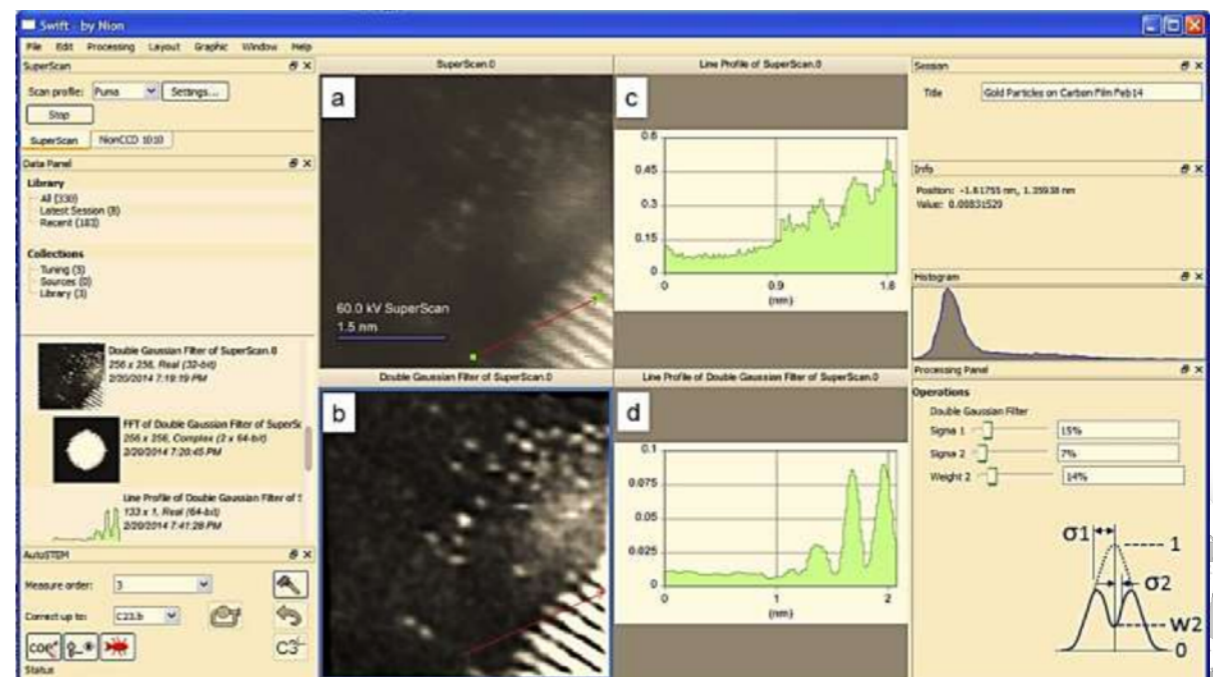 Swift - by Nion
File Edit Processing Layout Graphic Window Help
SuperScan
Scan profile: Puma Settings...
Stop
SuperScan NionCCD 1010
Data Panel
Library
All (330)
Latest Session (8)
Recent (183)
Collections
Tuning (5)
Sources (0)
Library (3)
Double Gaussian Filter of SuperScan.0
256 x 256, Real (32-bit)
2/20/2014 7:19:19 PM
FFT of Double Gaussian Filter of SuperSc
256 x 256, Complex (2 x 64-bit)
2/20/2014 7:20:45 PM
Line Profile of Double Gaussian Filter of S
133 x 1, Real (64-bit)
2/20/2014 7:41:28 PM
AutoSTEM
Measure order: 3
Correct up to: C23.b
C3
Status
SuperScan.0
a
60.0 kV SuperScan
1.5 nm
Line Profile of SuperScan.0
c
0.6
0.45
0.3
0.15
0
0 0.9 1.8
(nm)
Double Gaussian Filter of SuperScan.0
b
Line Profile of Double Gaussian Filter of SuperScan.0
d
0.1
0.075
0.05
0.025
0
0 1 2
(nm)
Session
Title Gold Particles on Carbon Film Feb14
Info
Position: -1.61755 nm, 1.35938 nm
Value: 0.00831529
Histogram
Processing Panel
Operations
Double Gaussian Filter
Sigma 1 15%
Sigma 2 7%
Weight 2 14%
σ1 1
σ2
W2
0